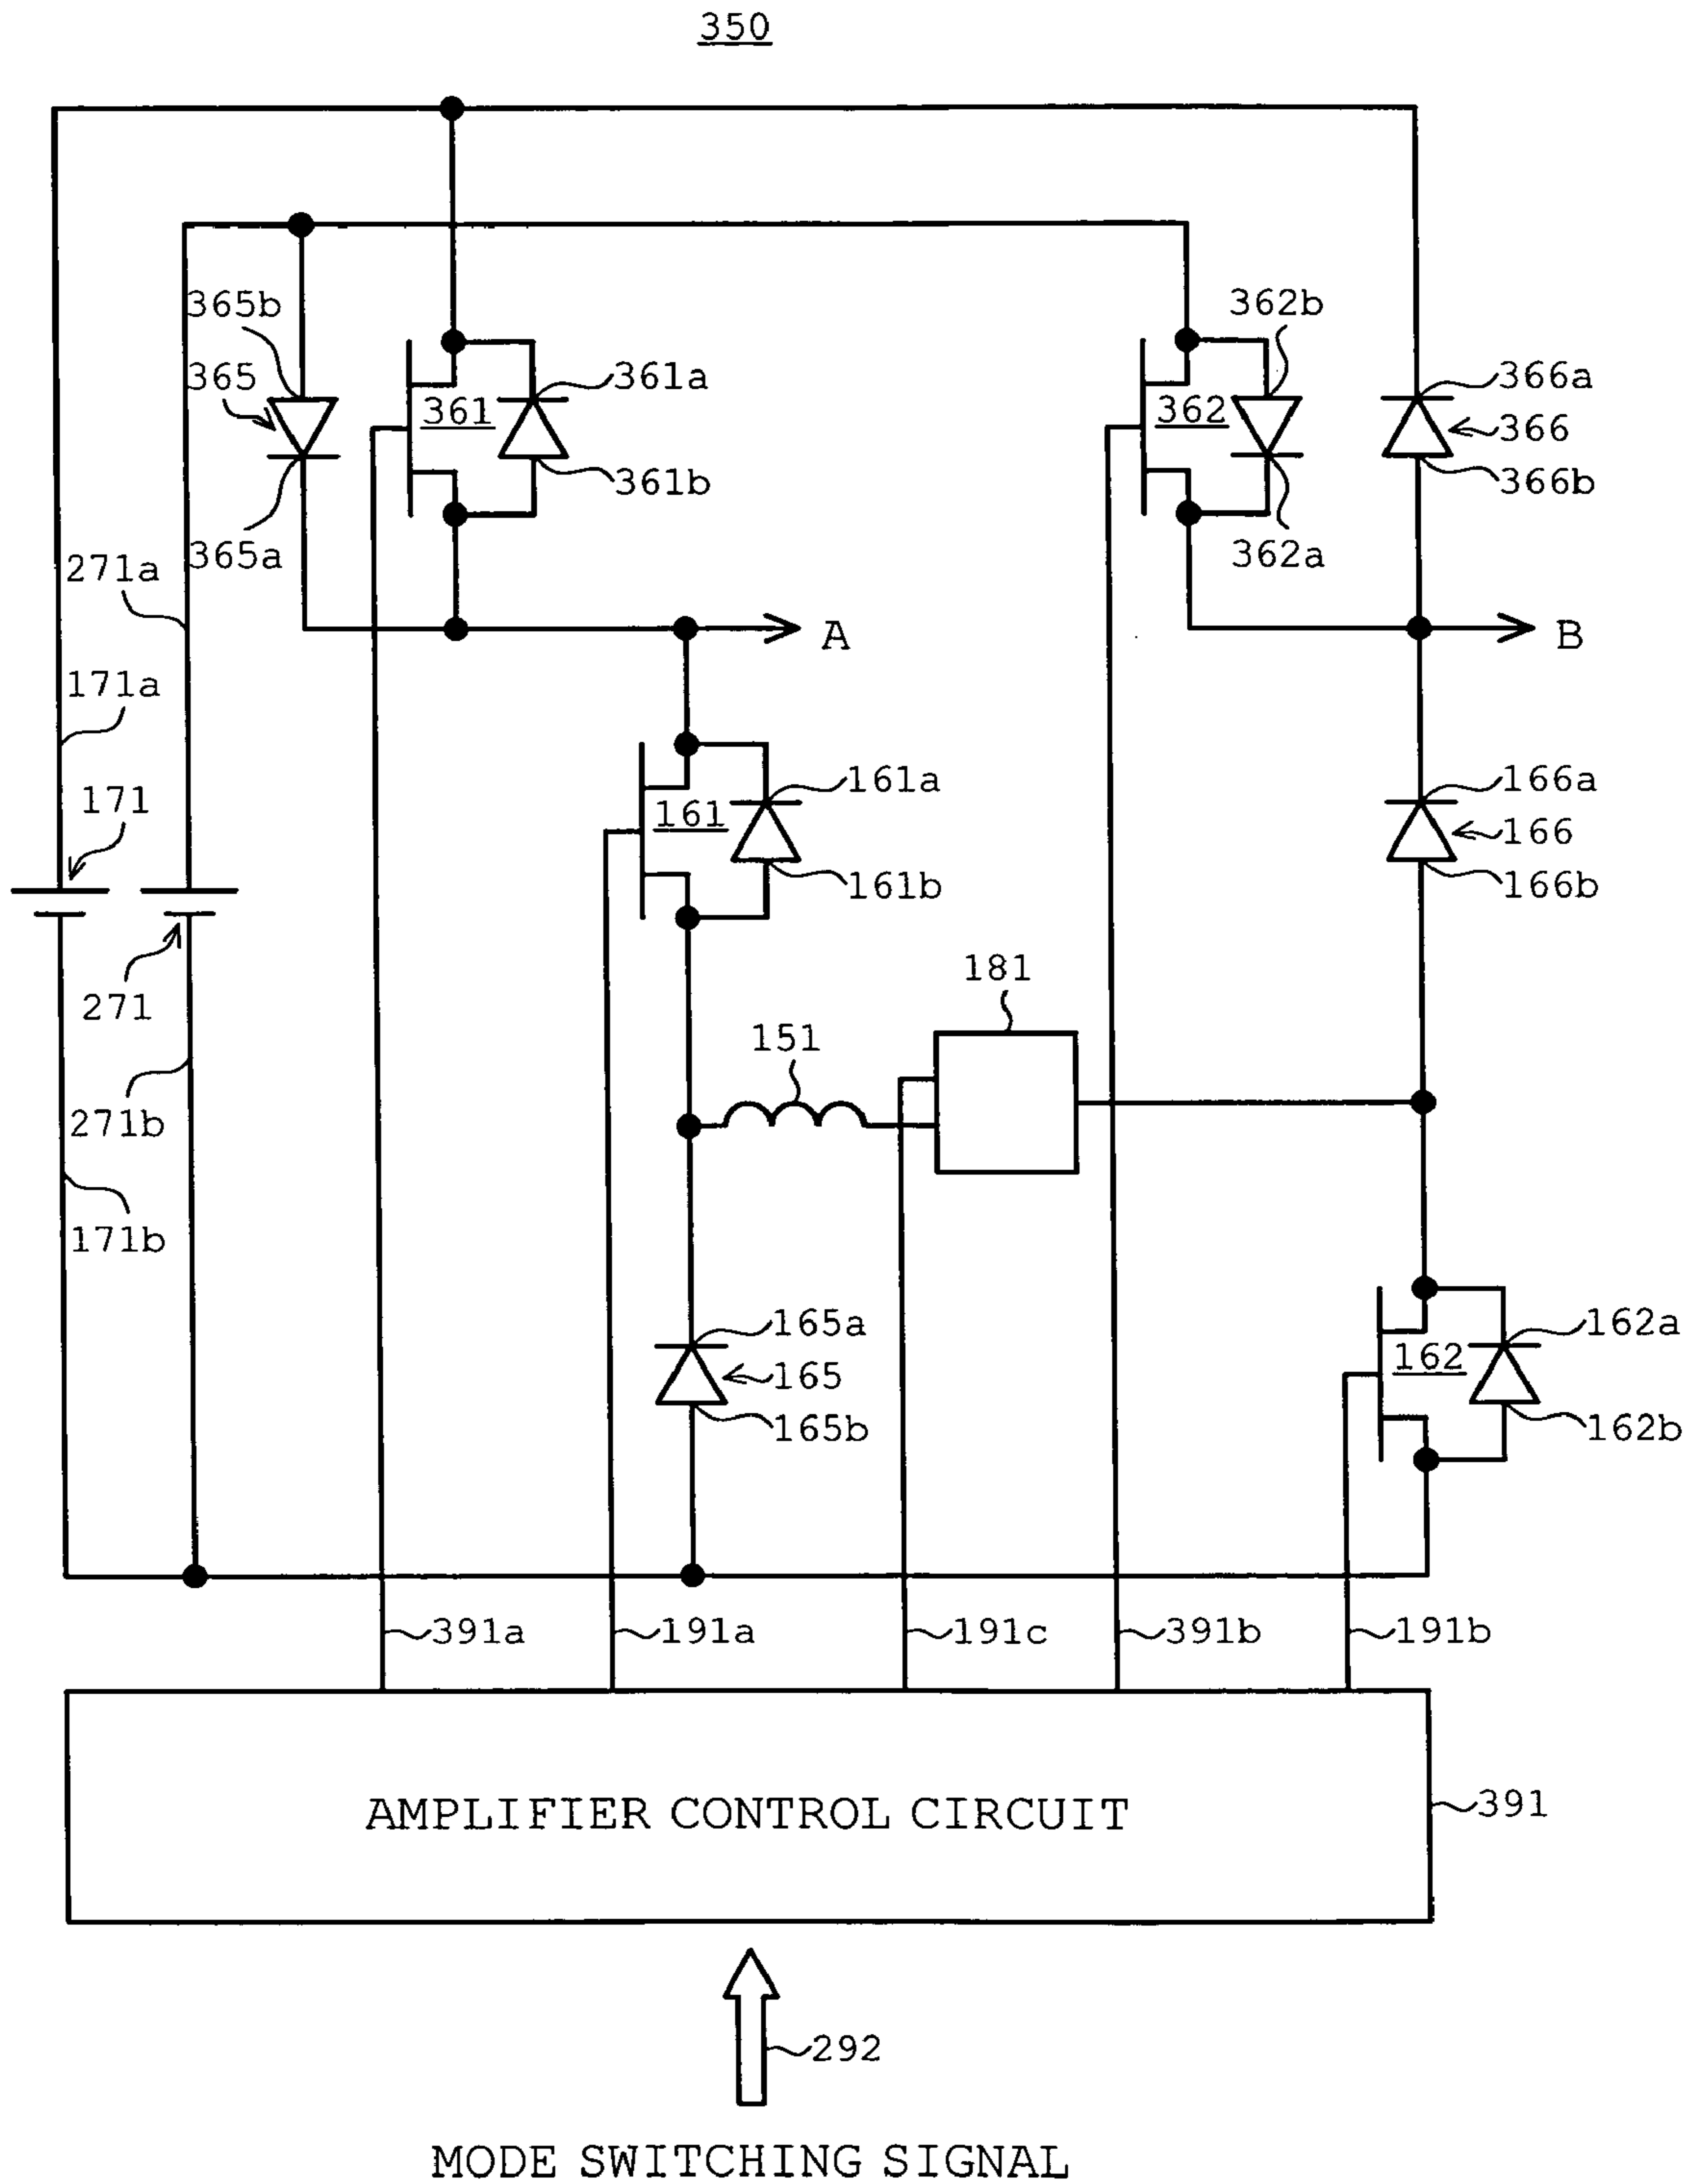 350
365b
362b
365
361a
366a
361
362
366
361b
366b
365a
362a
271a
A
B
171a
161a
166a
171
161
166
161b
166b
181
271
151
271b
171b
165a
162a
165
162
165b
162b
391a
191a
191c
391b
191b
AMPLIFIER CONTROL CIRCUIT
391
292
MODE SWITCHING SIGNAL